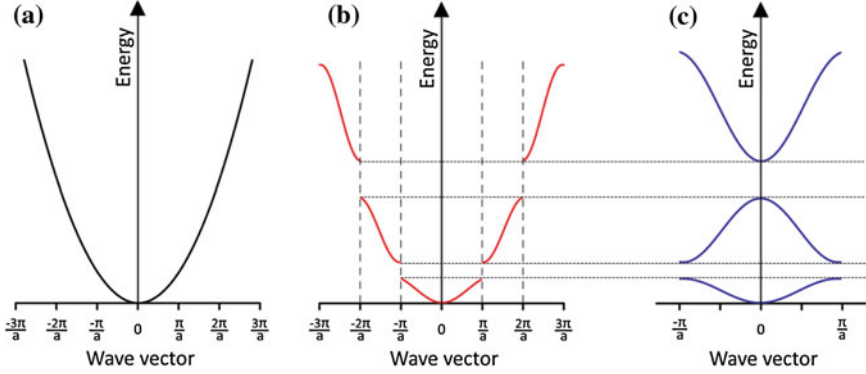 (a)
Energy
-3π/a -2π/a -π/a 0 π/a 2π/a 3π/a
Wave vector
(b)
Energy
-3π/a -2π/a -π/a 0 π/a 2π/a 3π/a
Wave vector
(c)
Energy
-π/a 0 π/a
Wave vector